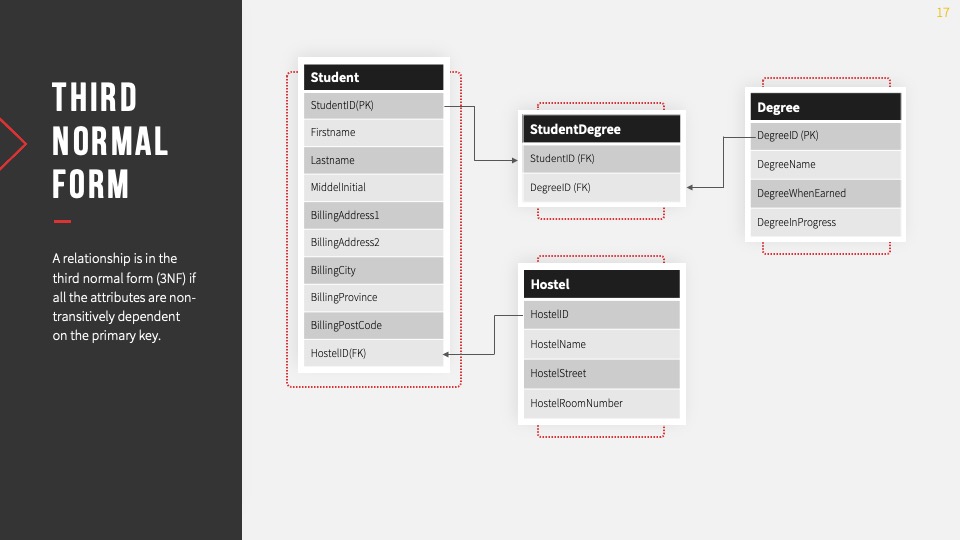 17
THIRD
NORMAL
FORM
A relationship is in the
third normal form (3NF) if
all the attributes are non-
transitively dependent
on the primary key.
Student
StudentID(PK)
Firstname
Lastname
MiddelInitial
BillingAddress1
BillingAddress2
BillingCity
BillingProvince
BillingPostCode
HostelID(FK)
StudentDegree
StudentID (FK)
DegreeID (FK)
Hostel
HostelID
HostelName
HostelStreet
HostelRoomNumber
Degree
DegreeID (PK)
DegreeName
DegreeWhenEarned
DegreeInProgress